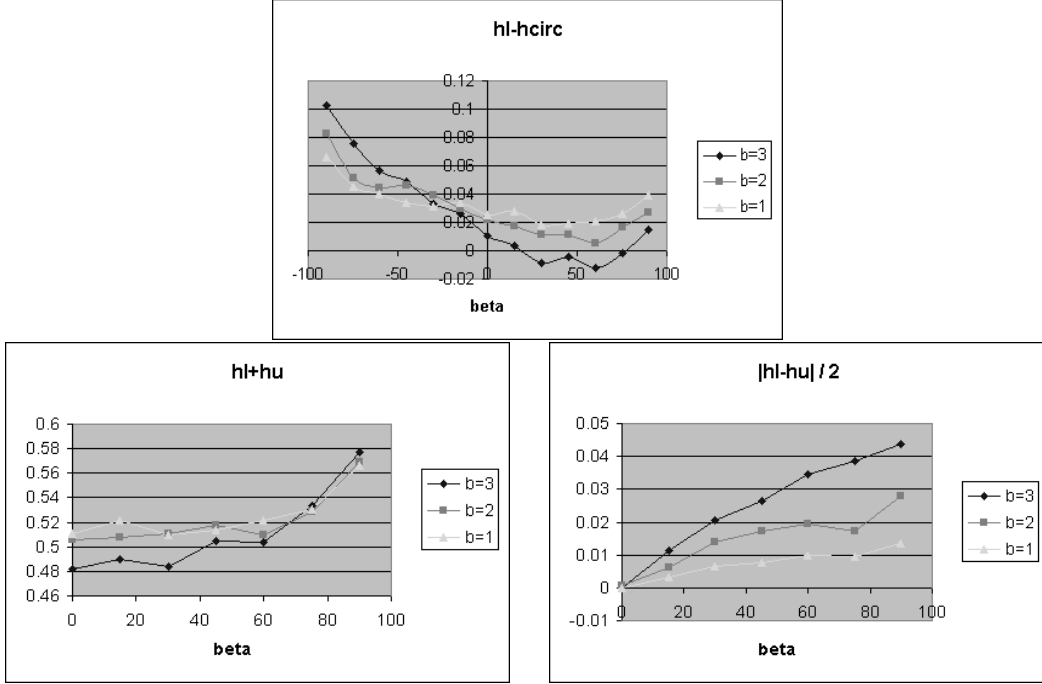 hl-hcirc
0.12
0.1
0.08
0.06
0.04
0.02
0
-0.02
-100 -50 0 50 100
beta
b=3
b=2
b=1
hl+hu
0.6
0.58
0.56
0.54
0.52
0.5
0.48
0.46
0 20 40 60 80 100
beta
b=3
b=2
b=1
|hl-hu| / 2
0.05
0.04
0.03
0.02
0.01
0
-0.01
0 20 40 60 80 100
beta
b=3
b=2
b=1